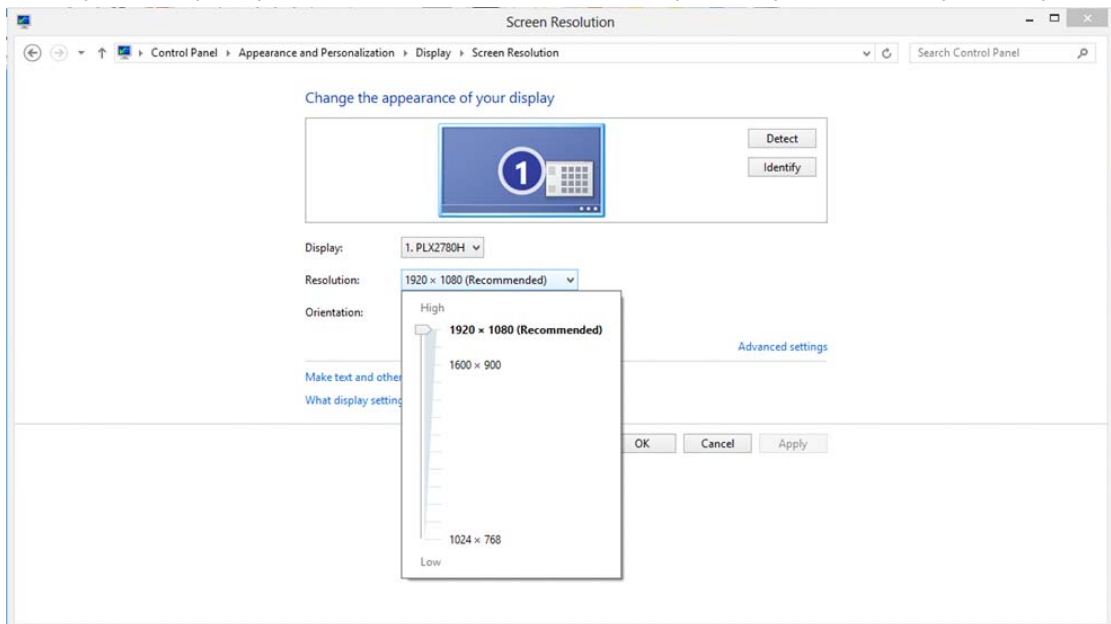 Screen Resolution
Control Panel Appearance and Personalization Display Screen Resolution
Search Control Panel
Change the appearance of your display
1
Detect
Identify
Display: 1. PLX2780H
Resolution: 1920 × 1080 (Recommended)
Orientation:
High
1920 × 1080 (Recommended)
1600 × 900
1024 × 768
Low
Advanced settings
Make text and other
What display setting
OK Cancel Apply